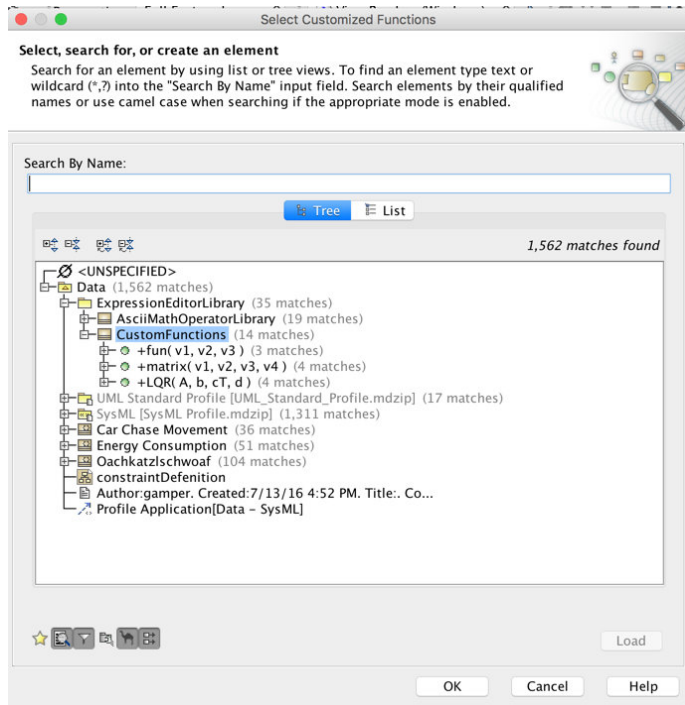 Select Customized Functions
Select, search for, or create an element
Search for an element by using list or tree views. To find an element type text or
wildcard (*,?) into the "Search By Name" input field. Search elements by their qualified
names or use camel case when searching if the appropriate mode is enabled.
Search By Name:
Tree List
1,562 matches found
<UNSPECIFIED>
Data (1,562 matches)
ExpressionEditorLibrary (35 matches)
AsciiMathOperatorLibrary (19 matches)
CustomFunctions (14 matches)
+fun( v1, v2, v3 ) (3 matches)
+matrix( v1, v2, v3, v4 ) (4 matches)
+LQR( A, b, cT, d ) (4 matches)
UML Standard Profile [UML_Standard_Profile.mdzip] (17 matches)
SysML [SysML Profile.mdzip] (1,311 matches)
Car Chase Movement (36 matches)
Energy Consumption (51 matches)
Oachkatzlschwoaf (104 matches)
constraintDefenition
Author:gamper. Created:7/13/16 4:52 PM. Title:. Co...
Profile Application[Data - SysML]
Load
OK Cancel Help